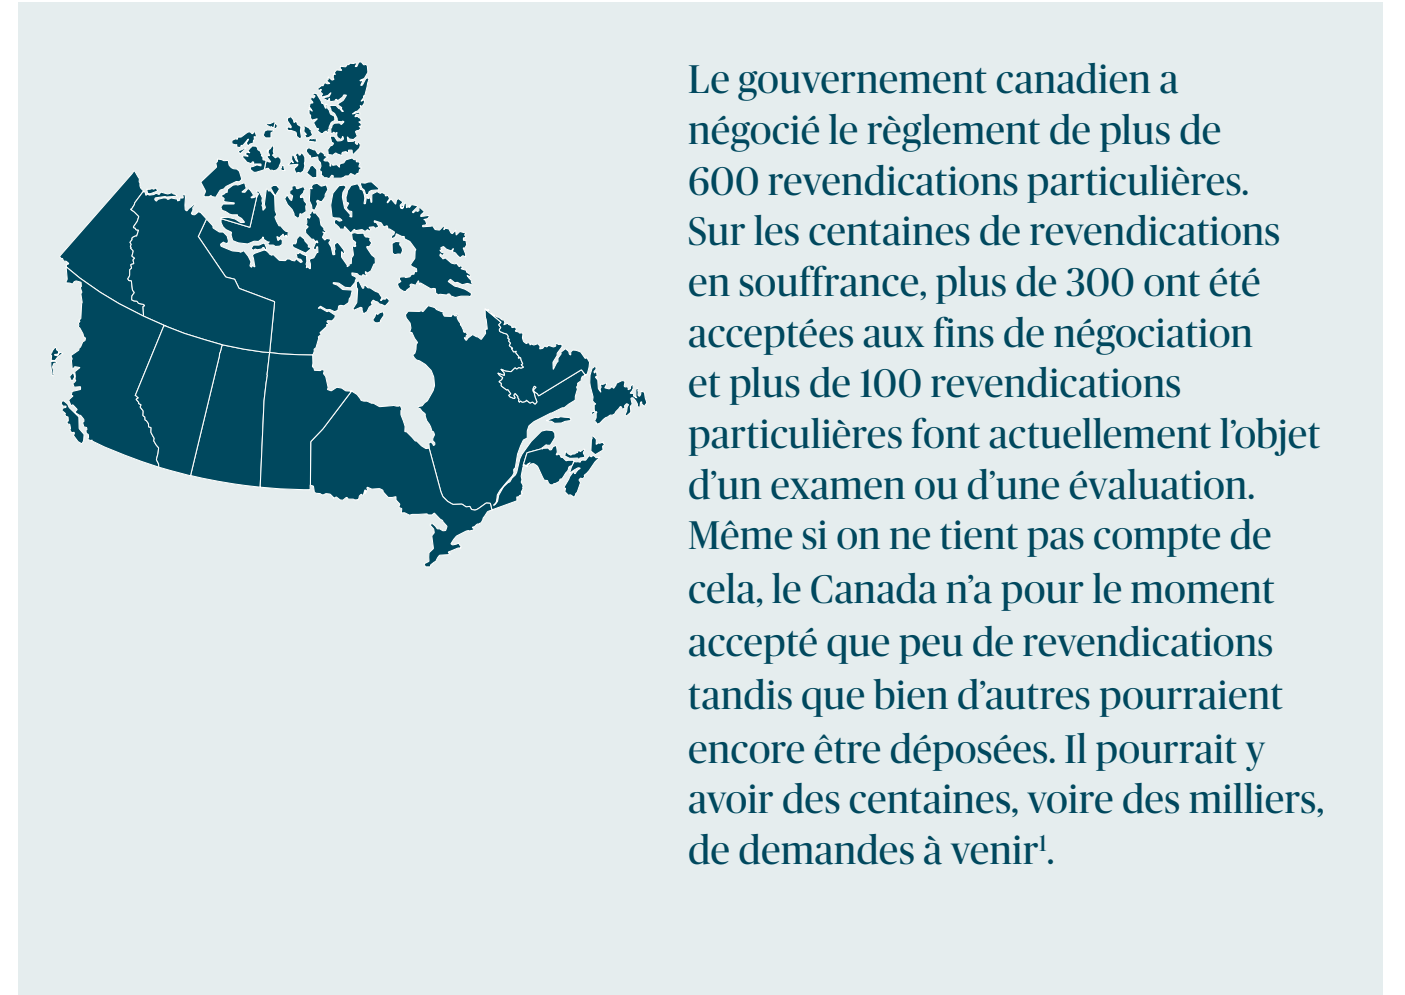 Le gouvernement canadien a
négocié le règlement de plus de
600 revendications particulières.
Sur les centaines de revendications
en souffrance, plus de 300 ont été
acceptées aux fins de négociation
et plus de 100 revendications
particulières font actuellement l’objet
d’un examen ou d’une évaluation.
Même si on ne tient pas compte de
cela, le Canada n’a pour le moment
accepté que peu de revendications
tandis que bien d’autres pourraient
encore être déposées. Il pourrait y
avoir des centaines, voire des milliers,
de demandes à venir¹.